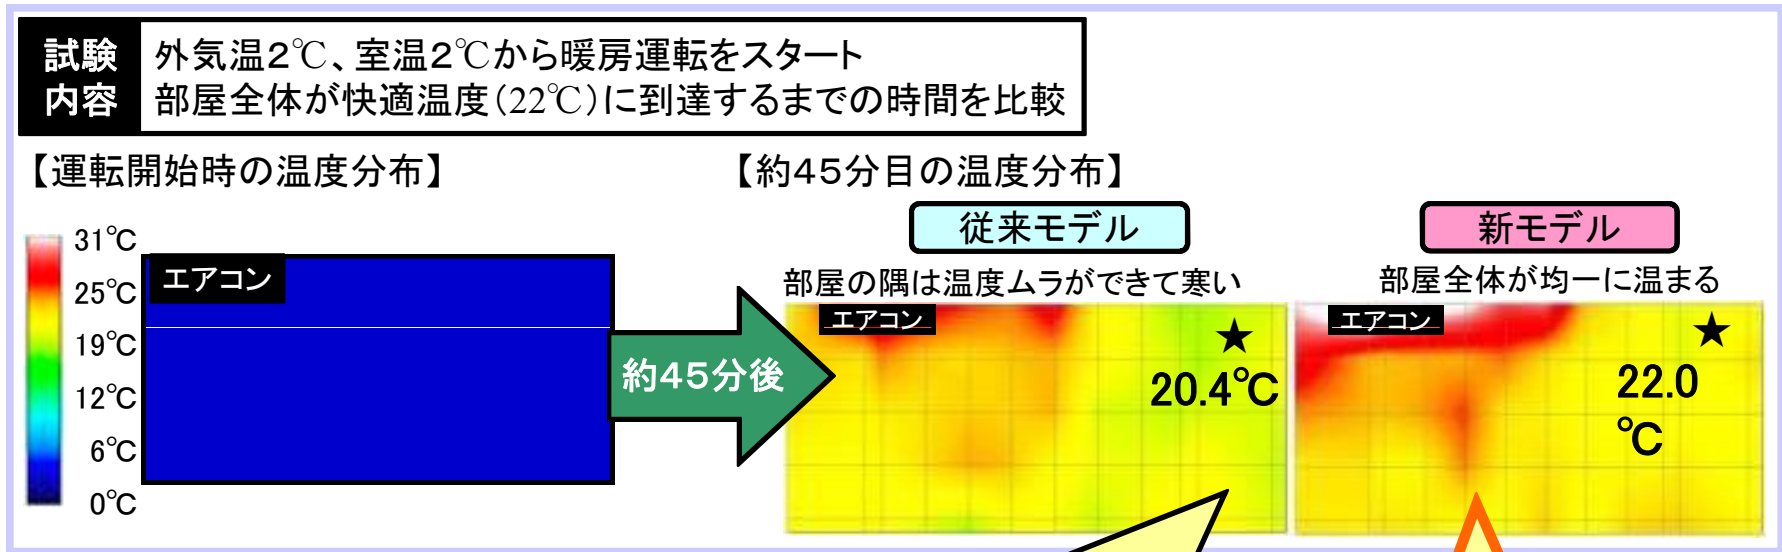 試験
内容
外気温2℃、室温2℃から暖房運転をスタート
部屋全体が快適温度(22℃)に到達するまでの時間を比較
【運転開始時の温度分布】
【約45分目の温度分布】
31℃
25℃
19℃
12℃
6℃
0℃
エアコン
約45分後
従来モデル
部屋の隅は温度ムラができて寒い
エアコン
★
20.4℃
新モデル
部屋全体が均一に温まる
エアコン
★
22.0
℃